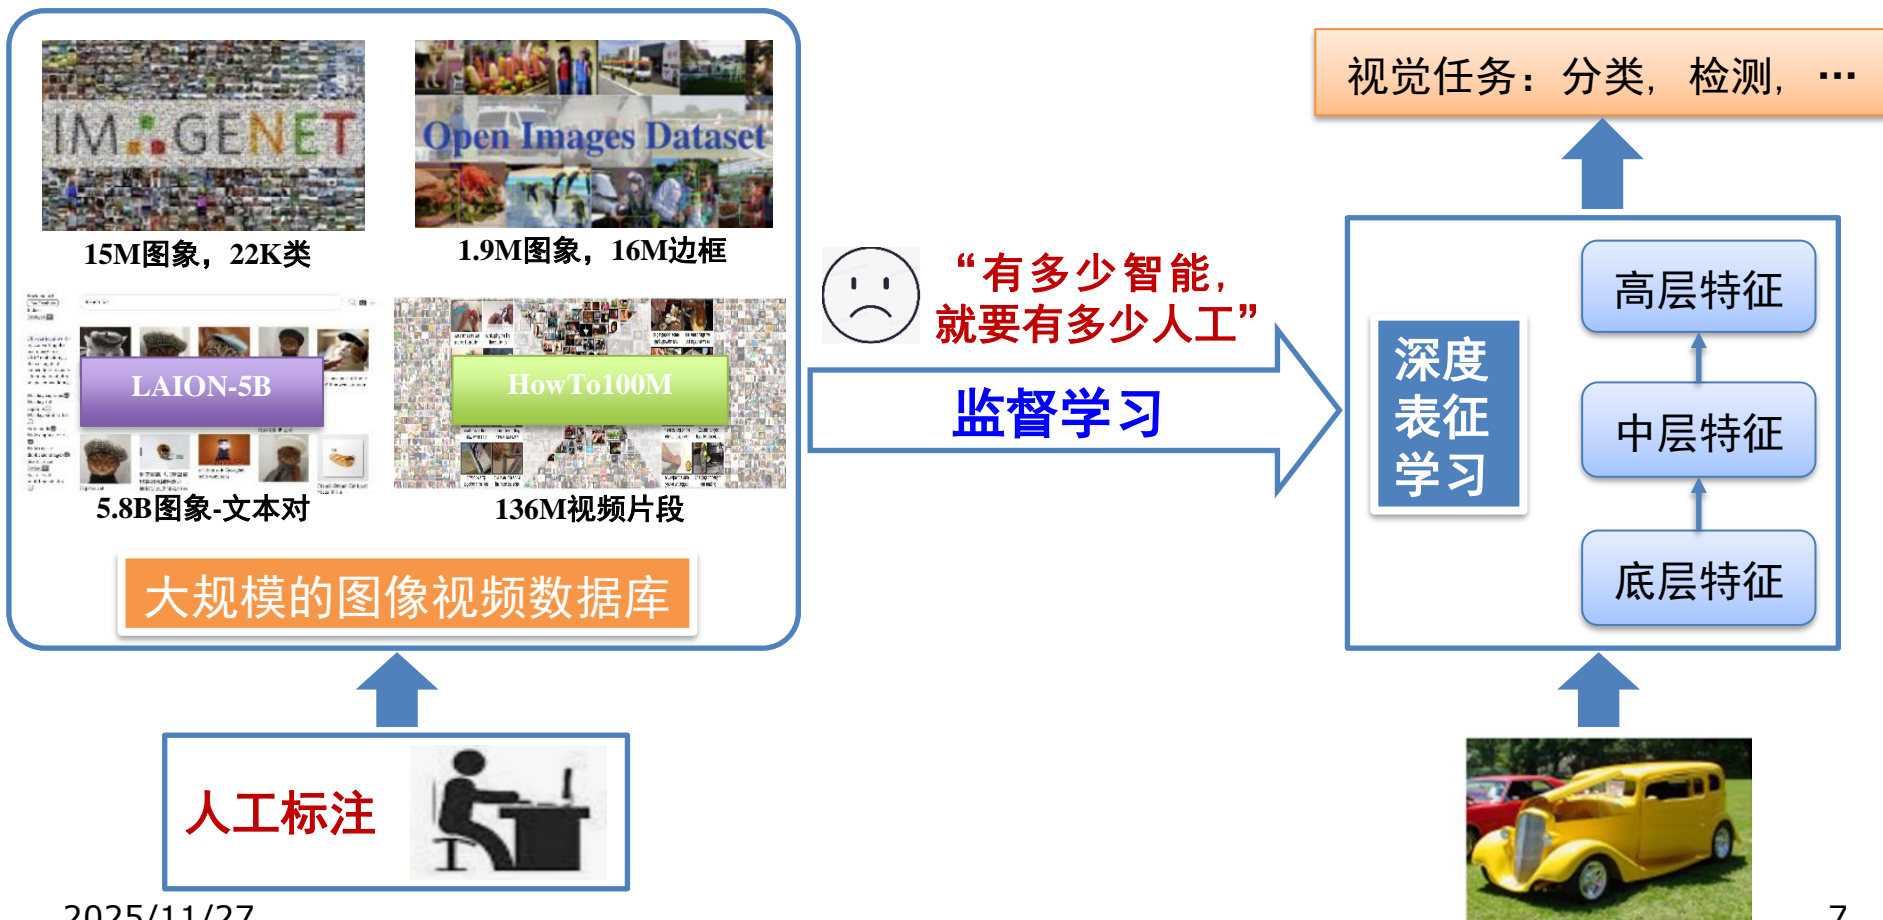 IMAGENET
15M图象，22K类
Open Images Dataset
1.9M图象，16M边框
LAION-5B
5.8B图象-文本对
HowTo100M
136M视频片段
大规模的图像视频数据库
人工标注
“有多少智能，
就要有多少人工”
监督学习
视觉任务：分类，检测，…
深度
表征
学习
高层特征
中层特征
底层特征
2025/11/27
7